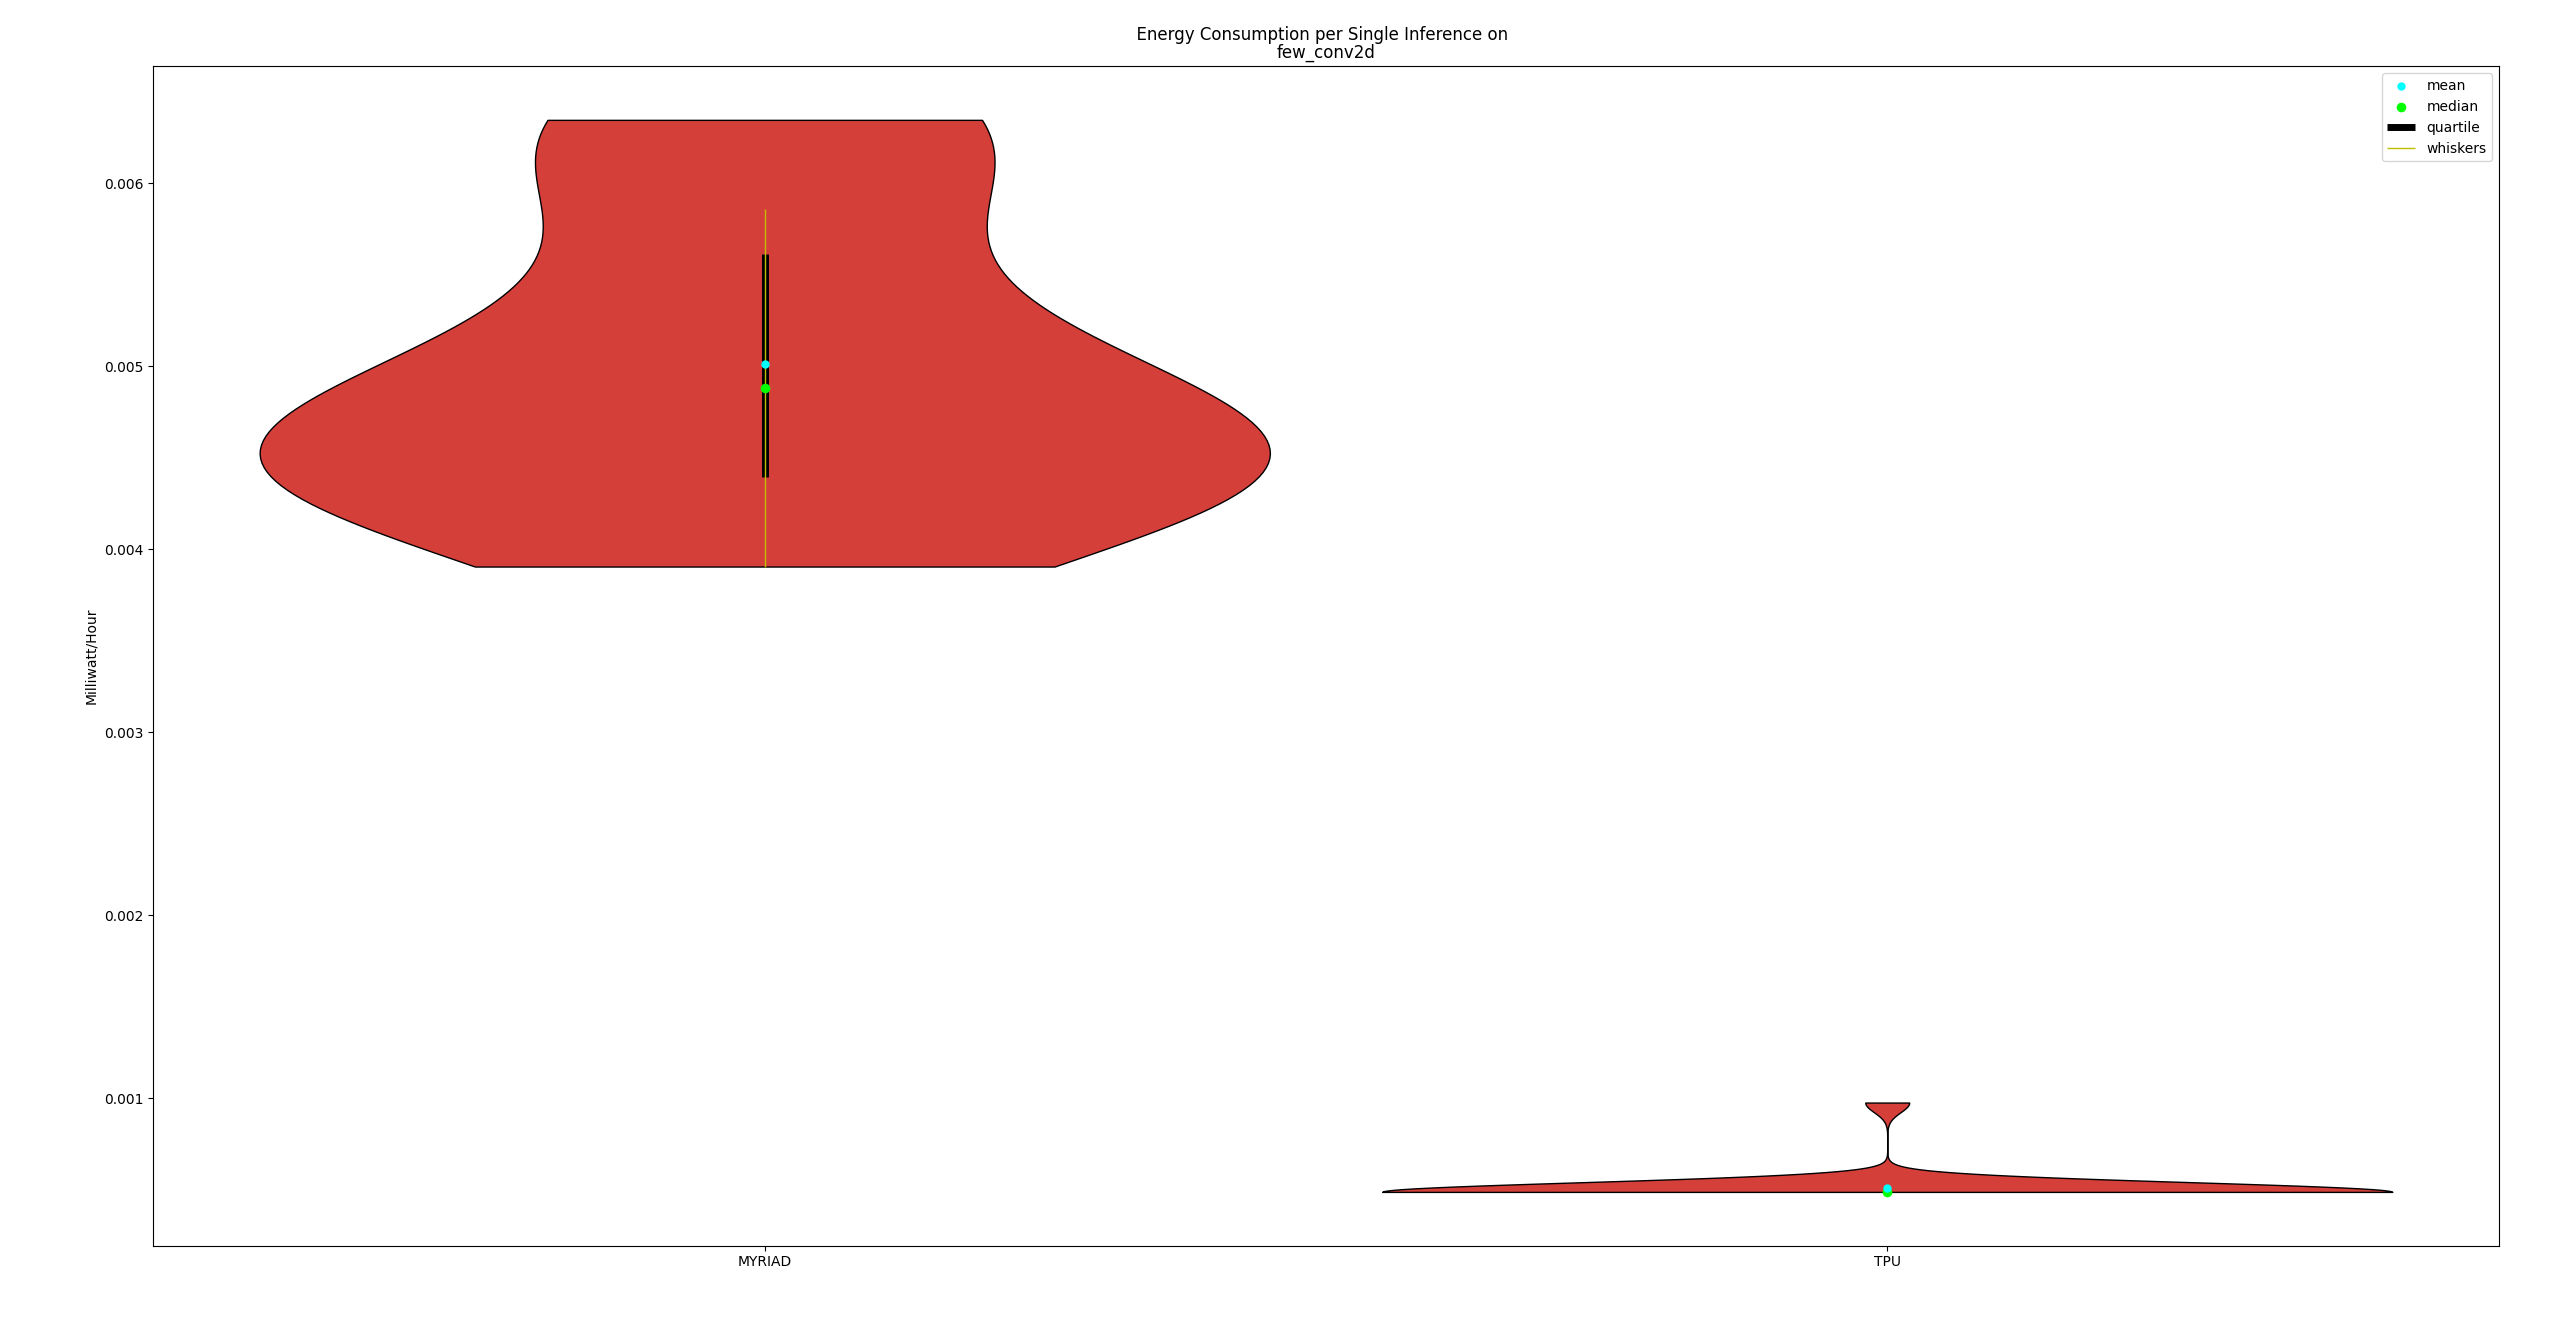 Energy Consumption per Single Inference on
few_conv2d
mean
median
quartile
whiskers
0.006
0.005
0.004
0.003
0.002
0.001
Milliwatt/Hour
MYRIAD
TPU